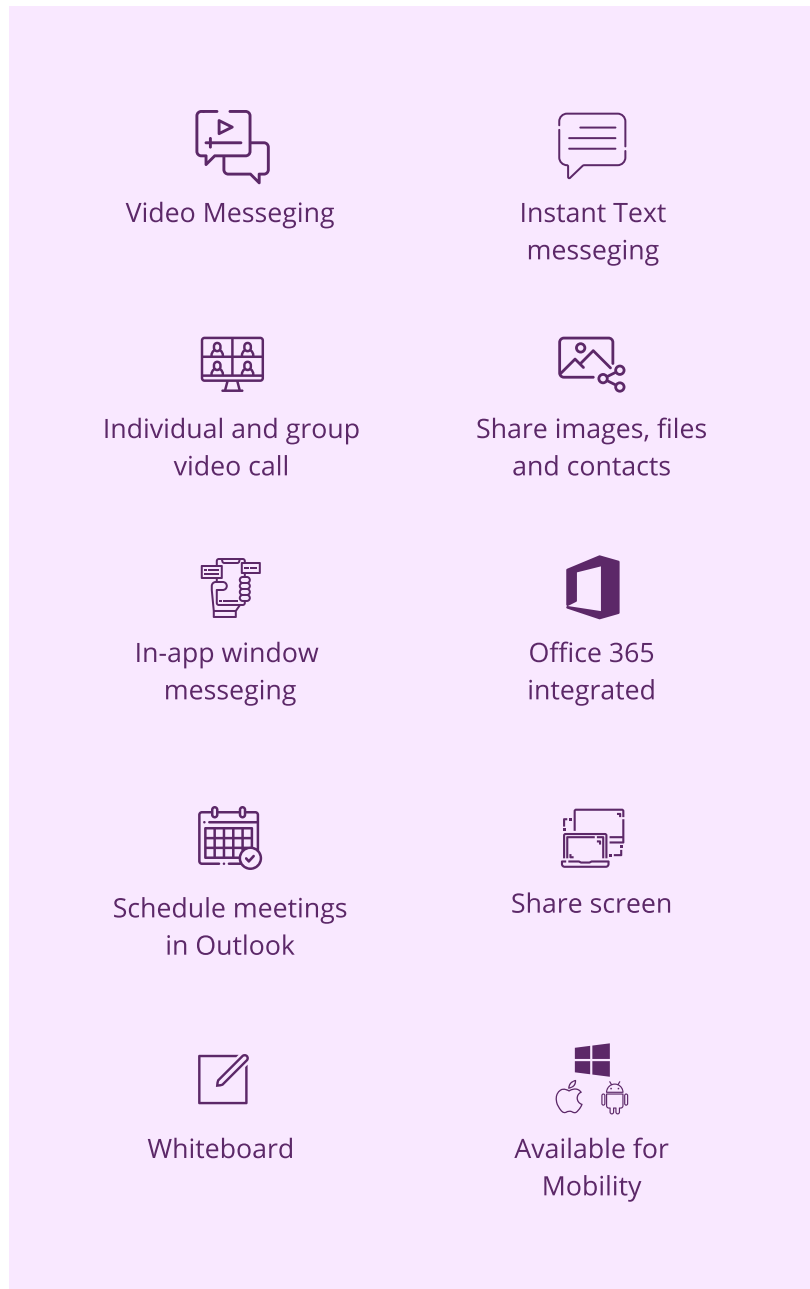 Video Messeging
Instant Text
messeging
Individual and group
video call
Share images, files
and contacts
In-app window
messeging
Office 365
integrated
Schedule meetings
in Outlook
Share screen
Whiteboard
Available for
Mobility